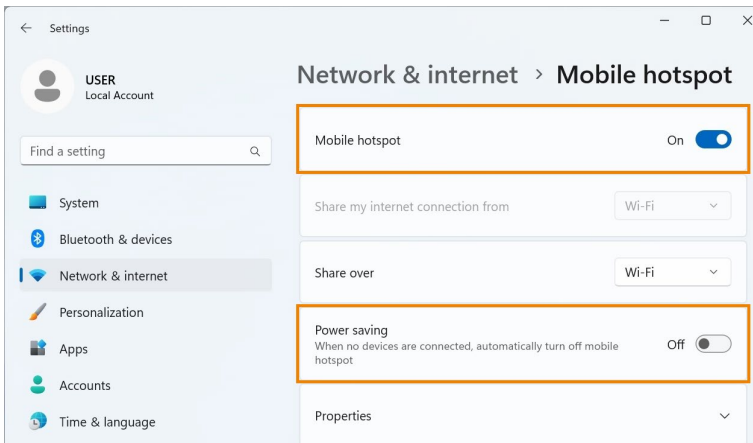 Settings
USER
Local Account
Find a setting
System
Bluetooth & devices
Network & internet
Personalization
Apps
Accounts
Time & language
Network & internet > Mobile hotspot
Mobile hotspot On
Share my internet connection from Wi-Fi
Share over Wi-Fi
Power saving
When no devices are connected, automatically turn off mobile
hotspot
Off
Properties